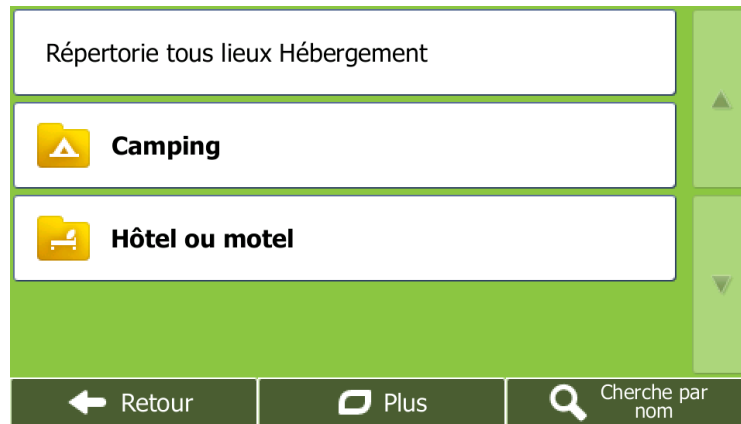 Répertorie tous lieux Hébergement
Camping
Hôtel ou motel
Retour
Plus
Cherche par
nom